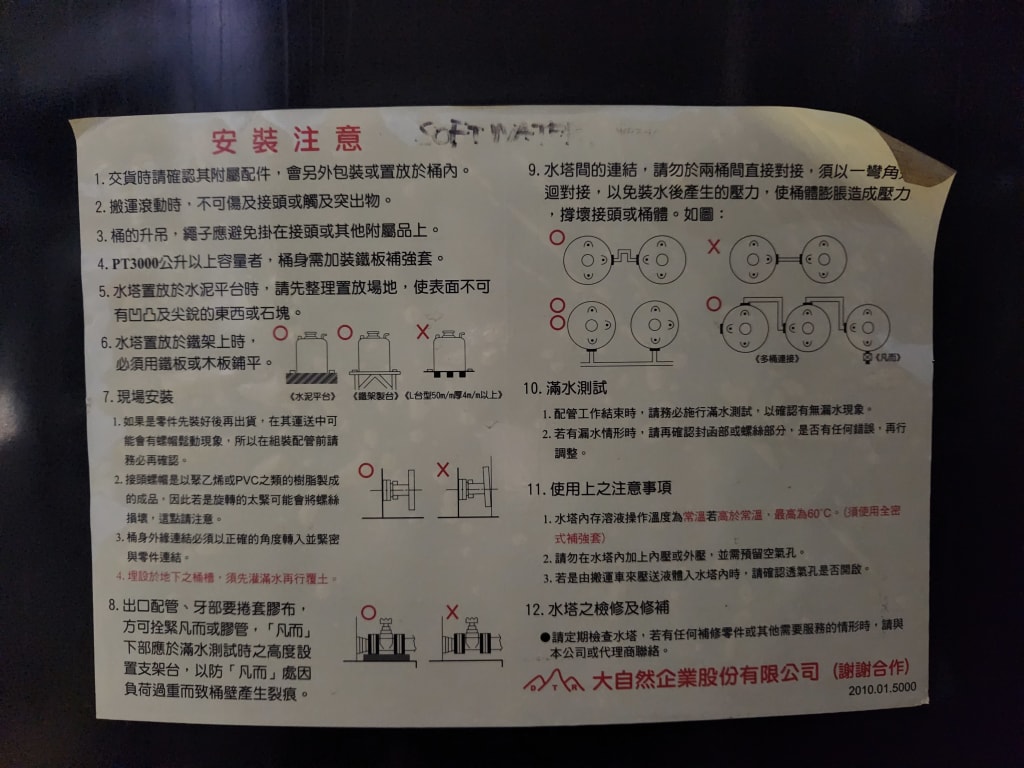 安裝注意
SOFT WATER
1. 交貨時請確認其附屬配件，會另外包裝或置放於桶內。
2. 搬運滾動時，不可傷及接頭或觸及突出物。
3. 桶的升吊，繩子應避免掛在接頭或其他附屬品上。
4. PT3000公升以上容量者，桶身需加裝鐵板補強套。
5. 水塔置放於水泥平台時，請先整理置放場地，使表面不可
有凹凸及尖銳的東西或石塊。
6. 水塔置放於鐵架上時，
必須用鐵板或木板鋪平。
O
O
X
《水泥平台》
《鐵架製台》
《L台型50m/m厚4m/m以上》
7. 現場安裝
1. 如果是零件先裝好後再出貨，在其運送中可
能會有螺帽鬆動現象，所以在組裝配管前請
務必再確認。
2. 接頭螺帽是以聚乙烯或PVC之類的樹脂製成
的成品，因此若是旋轉的太緊可能會將螺絲
損壞，這點請注意。
3. 桶身外緣連結必須以正確的角度轉入並緊密
與零件連結。
4. 埋設於地下之桶槽，須先灌滿水再行覆土。
O
X
8. 出口配管、牙部要捲套膠布，
方可拴緊凡而或膠管，「凡而」
下部應於滿水測試時之高度設
置支架台，以防「凡而」處因
負荷過重而致桶壁產生裂痕。
O
X
9. 水塔間的連結，請勿於兩桶間直接對接，須以一彎角
迴對接，以免裝水後產生的壓力，使桶體膨脹造成壓力
，撐壞接頭或桶體。如圖：
O
X
O
O
O
《多桶連接》
《凡而》
10. 滿水測試
1. 配管工作結束時，請務必施行滿水測試，以確認有無漏水現象。
2. 若有漏水情形時，請再確認封函部或螺絲部分，是否有任何錯誤，再行
調整。
11. 使用上之注意事項
1. 水塔內存溶液操作溫度為常溫若高於常溫，最高為60°C。(須使用全密
式補強套)
2. 請勿在水塔內加上內壓或外壓，並需預留空氣孔。
3. 若是由搬運車來壓送液體入水塔內時，請確認透氣孔是否開啟。
12. 水塔之檢修及修補
●請定期檢查水塔，若有任何補修零件或其他需要服務的情形時，請與
本公司或代理商聯絡。
大自然企業股份有限公司 (謝謝合作)
2010.01.5000